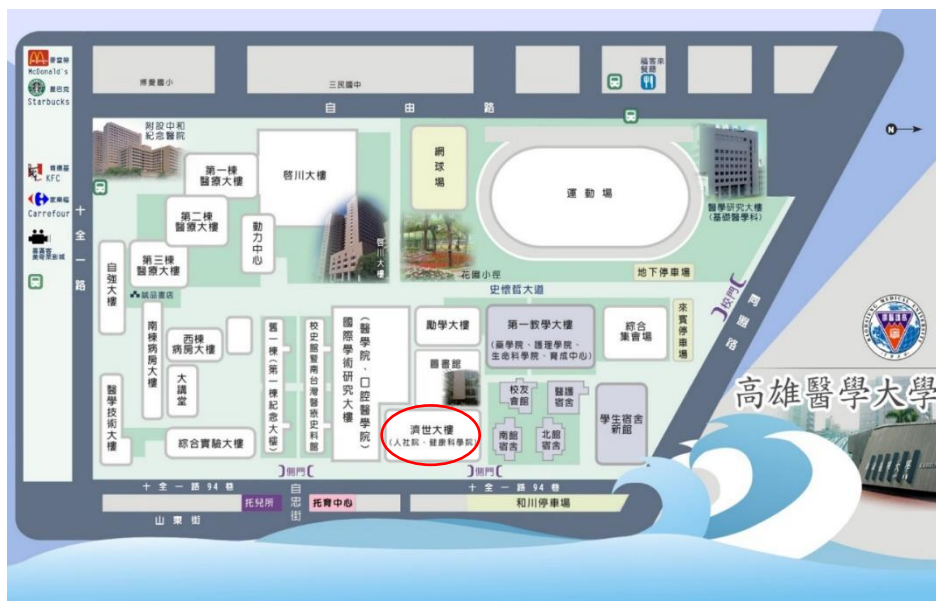 麥當勞
McDonald's
星巴克
Starbucks
肯德基
KFC
家樂福
Carrefour
十全一路
博愛國小
三民國中
福客來
餐廳
自由路
附設中和
紀念醫院
第一棟
醫療大樓
啓川大樓
網球場
運動場
醫學研究大樓
(基礎醫學科)
N
第二棟
醫療大樓
動力中心
啓川大樓
第三棟
醫療大樓
自強大樓
誠品書店
花園小徑
地下停車場
史懷哲大道
校門
同盟路
南棟病房大樓
西棟
病房大樓
舊一棟(第一棟紀念大樓)
校史館暨南台灣醫療史料館
國際學術研究大樓
(醫學院、口腔醫學院)
勵學大樓
第一教學大樓
(藥學院、護理學院、
生命科學院、育成中心)
綜合
集會場
來賓停車場
圖書館
大講堂
醫學技術大樓
綜合實驗大樓
濟世大樓
(人社院、健康科學院)
校友
會館
醫護
宿舍
南館
宿舍
北館
宿舍
學生宿舍
新館
側門
側門
十全一路94巷
自忠街
十全一路94巷
托兒所
托育中心
和川停車場
山東街
KAOHSIUNG MEDICAL UNIVERSITY
高雄醫學大學